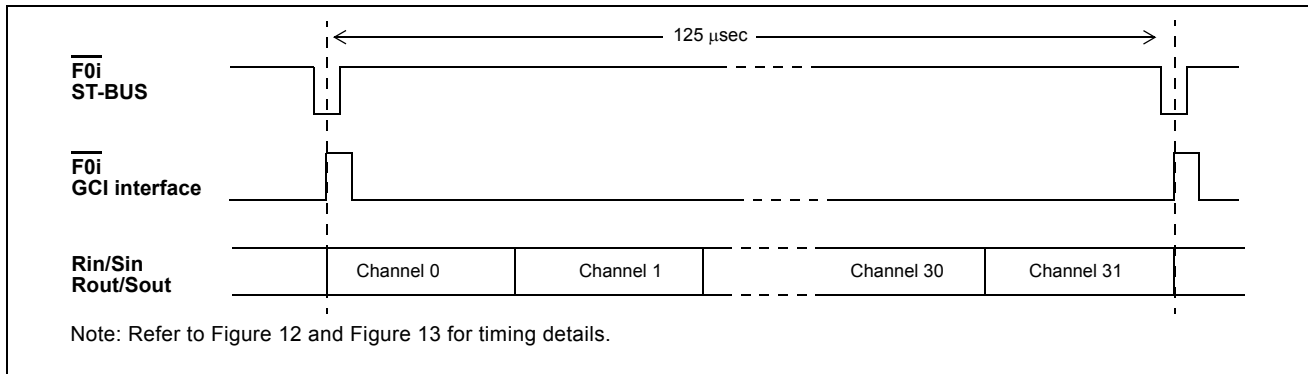 125 µsec
F0i
ST-BUS
F0i
GCI interface
Rin/Sin
Rout/Sout
Channel 0 Channel 1 Channel 30 Channel 31
Note: Refer to Figure 12 and Figure 13 for timing details.